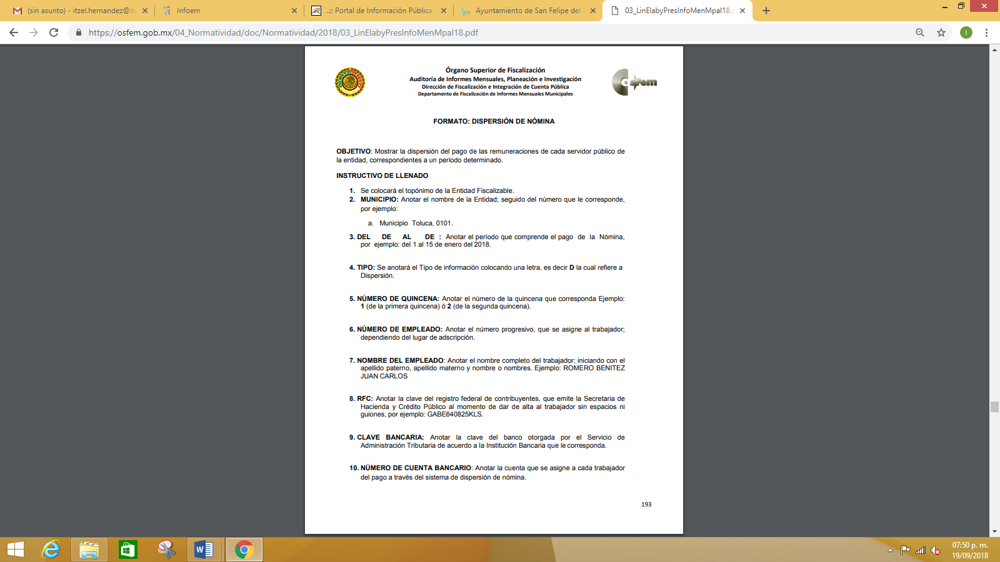 (sin asunto) - itzel.hernandez@it
Infoem
..:: Portal de Información Pública
Ayuntamiento de San Felipe del
03_LinElabyPresInfoMenMpal18.p
https://osfem.gob.mx/04_Normatividad/doc/Normatividad/2018/03_LinElabyPresInfoMenMpal18.pdf
I
Órgano Superior de Fiscalización
Auditoría de Informes Mensuales, Planeación e Investigación
Dirección de Fiscalización e Integración de Cuenta Pública
Departamento de Fiscalización de Informes Mensuales Municipales
osfem
FORMATO: DISPERSIÓN DE NÓMINA
OBJETIVO: Mostrar la dispersión del pago de las remuneraciones de cada servidor público de
la entidad, correspondientes a un período determinado.
INSTRUCTIVO DE LLENADO
1. Se colocará el topónimo de la Entidad Fiscalizable.
2. MUNICIPIO: Anotar el nombre de la Entidad; seguido del número que le corresponde,
por ejemplo:
a. Municipio Toluca, 0101.
3. DEL DE AL DE : Anotar el período que comprende el pago de la Nómina,
por ejemplo: del 1 al 15 de enero del 2018.
4. TIPO: Se anotará el Tipo de información colocando una letra, es decir D la cual refiere a
Dispersión.
5. NÚMERO DE QUINCENA: Anotar el número de la quincena que corresponda Ejemplo:
1 (de la primera quincena) ó 2 (de la segunda quincena).
6. NÚMERO DE EMPLEADO: Anotar el número progresivo, que se asigne al trabajador;
dependiendo del lugar de adscripción.
7. NOMBRE DEL EMPLEADO: Anotar el nombre completo del trabajador; iniciando con el
apellido paterno, apellido materno y nombre o nombres. Ejemplo: ROMERO BENITEZ
JUAN CARLOS
8. RFC: Anotar la clave del registro federal de contribuyentes, que emite la Secretaria de
Hacienda y Crédito Público al momento de dar de alta al trabajador sin espacios ni
guiones, por ejemplo: GABE640825KLS.
9. CLAVE BANCARIA: Anotar la clave del banco otorgada por el Servicio de
Administración Tributaria de acuerdo a la Institución Bancaria que le corresponda.
10. NÚMERO DE CUENTA BANCARIO: Anotar la cuenta que se asigne a cada trabajador
del pago a través del sistema de dispersión de nómina.
193
07:50 p. m.
19/09/2018